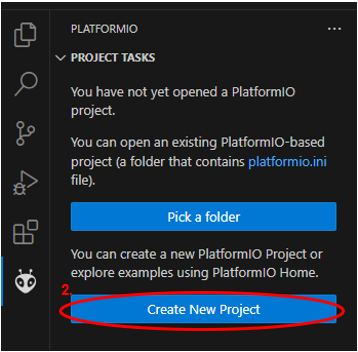 PLATFORMIO
PROJECT TASKS
You have not yet opened a PlatformIO
project.
You can open an existing PlatformIO-based
project (a folder that contains platformio.ini
file).
Pick a folder
You can create a new PlatformIO Project or
explore examples using PlatformIO Home.
2.
Create New Project